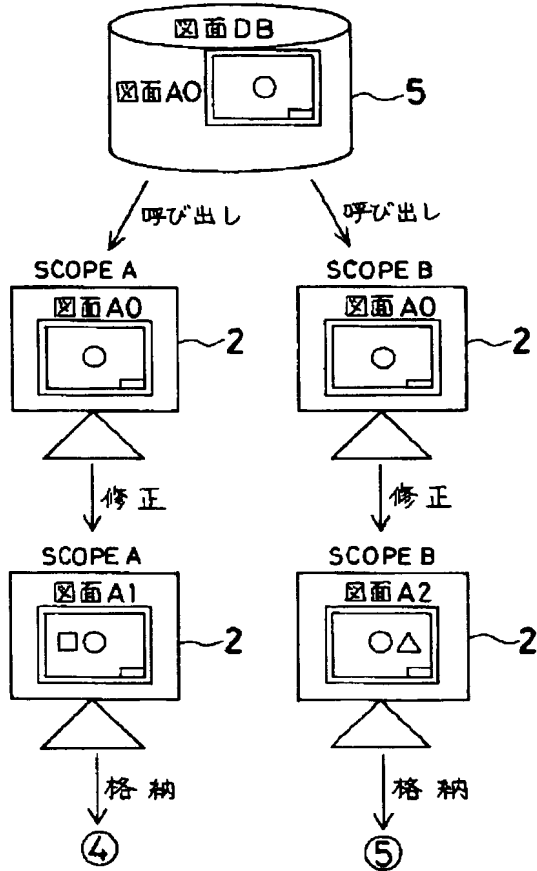 図面DB
図面A0
5
呼び出し 呼び出し
SCOPE A SCOPE B
図面A0 図面A0
2 2
修正 修正
SCOPE A SCOPE B
図面A1 図面A2
2 2
格納 格納
④ ⑤